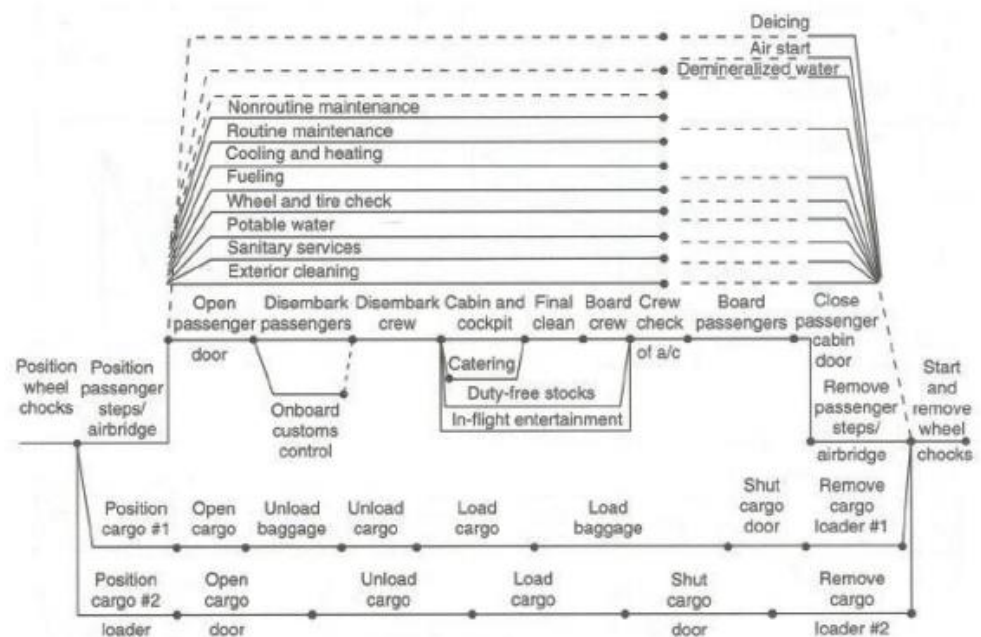 Deicing
Air start
Demineralized water
Nonroutine maintenance
Routine maintenance
Cooling and heating
Fueling
Wheel and tire check
Potable water
Sanitary services
Exterior cleaning
Open
passenger
door
Disembark
passengers
Disembark
crew
Cabin and
cockpit
Final
clean
Board
crew
Crew
check
of a/c
Board
passengers
Close
passenger
cabin
door
Position
wheel
chocks
Position
passenger
steps/
airbridge
Onboard
customs
control
Catering
Duty-free stocks
In-flight entertainment
Remove
passenger
steps/
airbridge
Start
and
remove
wheel
chocks
Position
cargo #1
Open
cargo
Unload
baggage
Unload
cargo
Load
cargo
Load
baggage
Shut
cargo
door
Remove
cargo
loader #1
Position
cargo #2
loader
Open
cargo
door
Unload
cargo
Load
cargo
Shut
cargo
door
Remove
cargo
loader #2